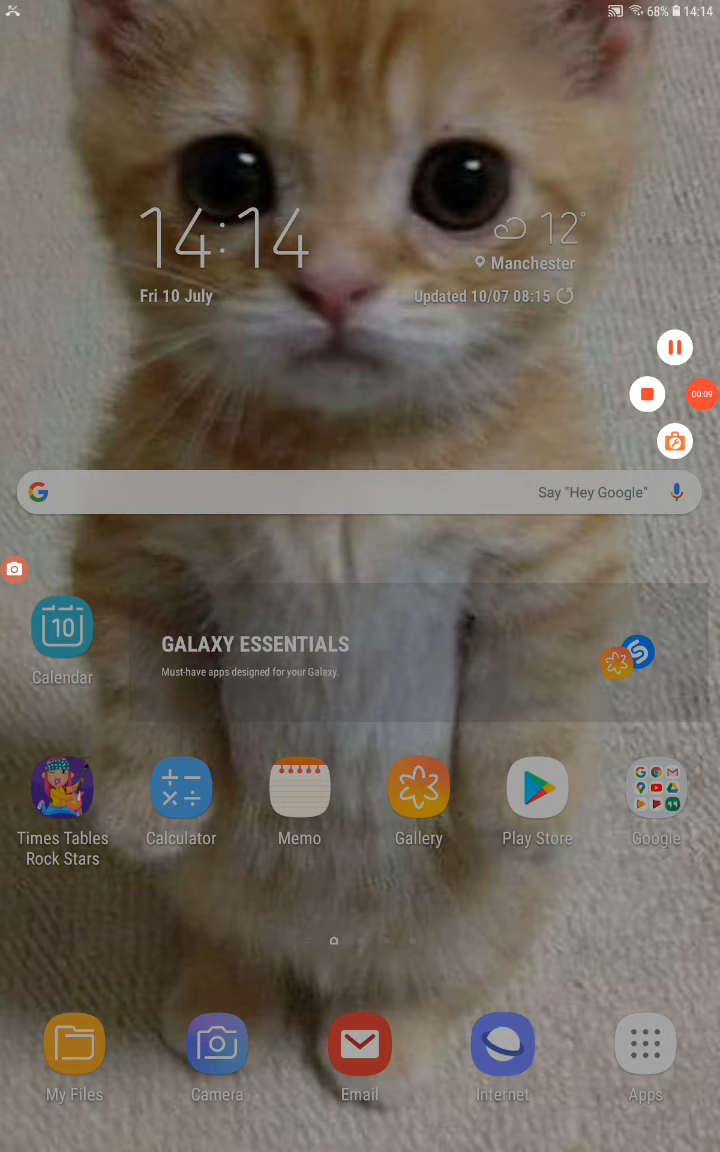 68% 14:14
14:14
12°
Manchester
Fri 10 July
Updated 10/07 08:15
00:09
G
Say "Hey Google"
10
Calendar
GALAXY ESSENTIALS
Must-have apps designed for your Galaxy.
Times Tables
Rock Stars
Calculator
Memo
Gallery
Play Store
Google
My Files
Camera
Email
Internet
Apps